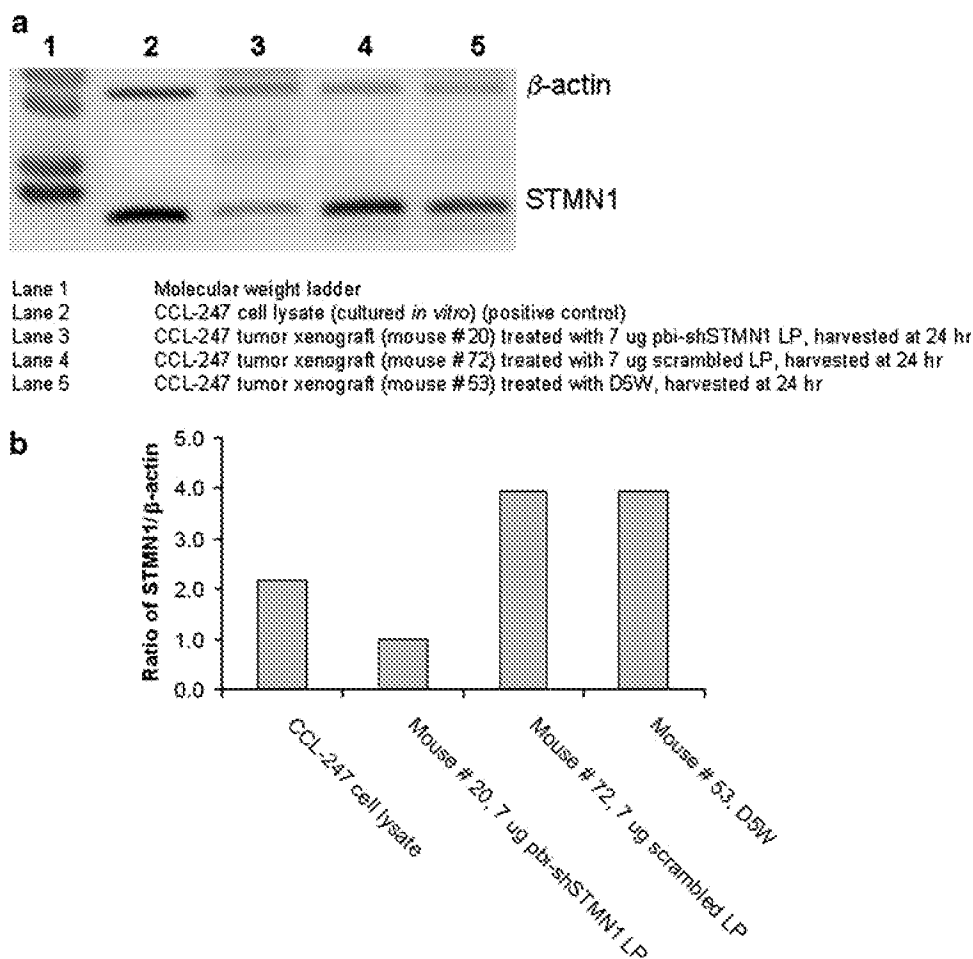 a
1 2 3 4 5
β-actin
STMN1
Lane 1 Molecular weight ladder
Lane 2 CCL-247 cell lysate (cultured in vitro) (positive control)
Lane 3 CCL-247 tumor xenograft (mouse #20) treated with 7 ug pbi-shSTMN1 LP, harvested at 24 hr
Lane 4 CCL-247 tumor xenograft (mouse #72) treated with 7 ug scrambled LP, harvested at 24 hr
Lane 5 CCL-247 tumor xenograft (mouse #53) treated with D5W, harvested at 24 hr
b
Ratio of STMN1/β-actin
5.0
4.0
3.0
2.0
1.0
0.0
CCL-247 cell lysate
Mouse # 20, 7 ug pbi-shSTMN1 LP
Mouse # 72, 7 ug scrambled LP
Mouse # 53, D5W